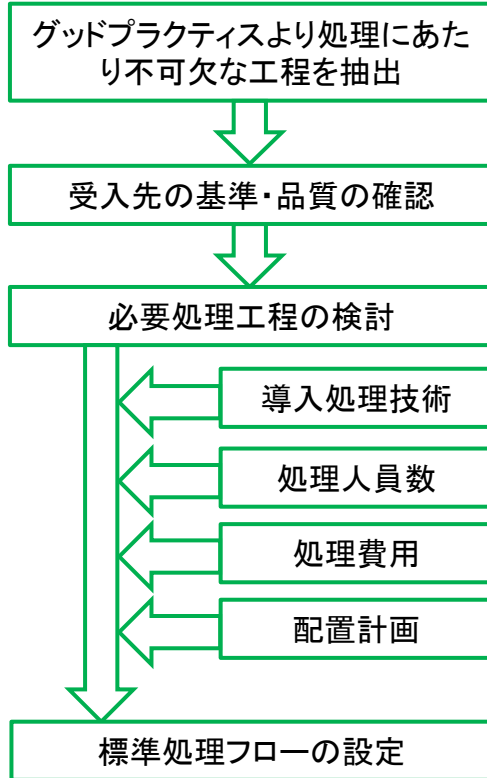 グッドプラクティスより処理にあた
り不可欠な工程を抽出
受入先の基準・品質の確認
必要処理工程の検討
導入処理技術
処理人員数
処理費用
配置計画
標準処理フローの設定